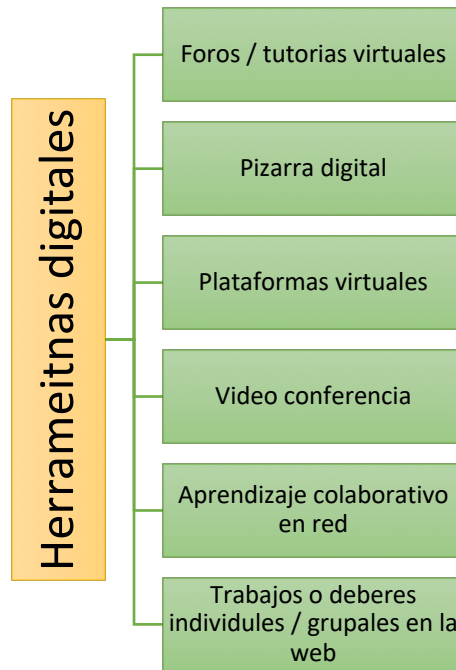 Herrameitnas digitales
Foros / tutorias virtuales
Pizarra digital
Plataformas virtuales
Video conferencia
Aprendizaje colaborativo
en red
Trabajos o deberes
individules / grupales en la
web